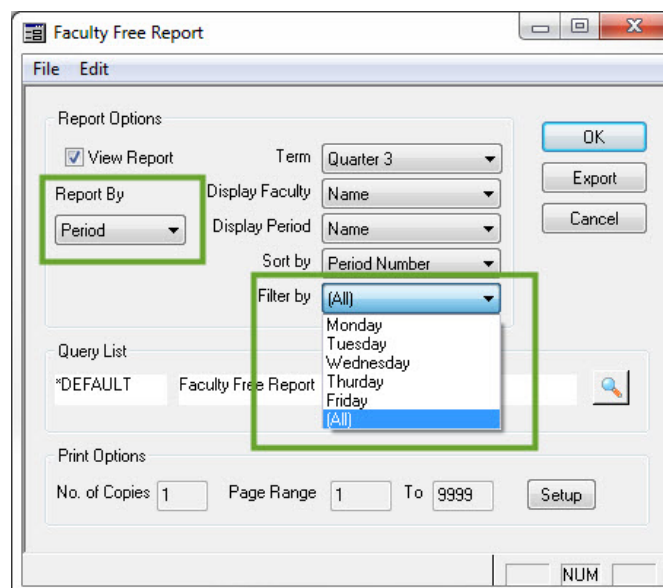 Faculty Free Report
File Edit
Report Options
View Report
Term Quarter 3
Report By
Display Faculty Name
Period
Display Period Name
Sort by Period Number
Filter by (All)
Monday
Tuesday
Wednesday
Thurday
Friday
(All)
OK
Export
Cancel
Query List
*DEFAULT Faculty Free Report
Print Options
No. of Copies 1 Page Range 1 To 9999 Setup
NUM